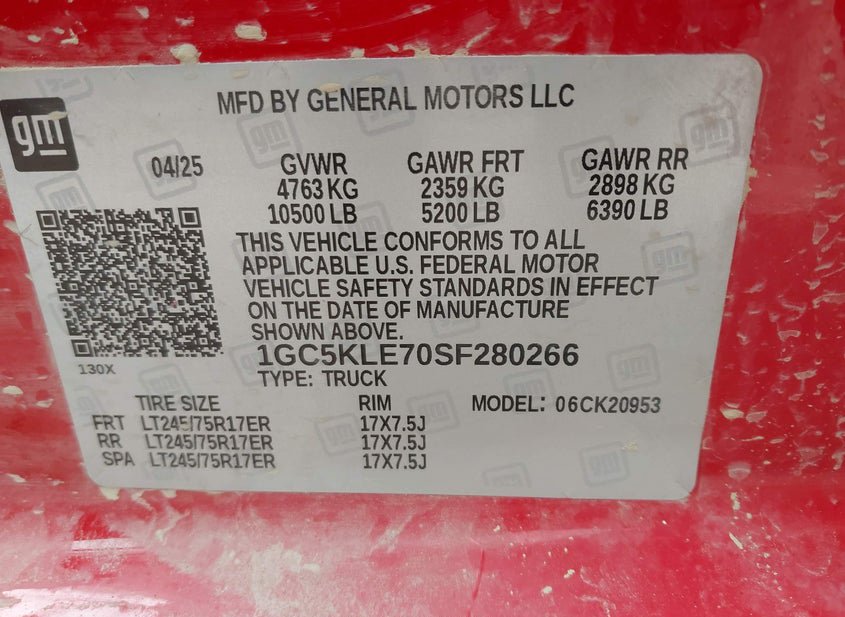 MFD BY GENERAL MOTORS LLC
gm
04/25 GVWR GAWR FRT GAWR RR
4763 KG 2359 KG 2898 KG
10500 LB 5200 LB 6390 LB
THIS VEHICLE CONFORMS TO ALL
APPLICABLE U.S. FEDERAL MOTOR
VEHICLE SAFETY STANDARDS IN EFFECT
ON THE DATE OF MANUFACTURE
SHOWN ABOVE.
1GC5KLE70SF280266
130X
TYPE: TRUCK
TIRE SIZE RIM MODEL: 06CK20953
FRT LT245/75R17ER 17X7.5J
RR LT245/75R17ER 17X7.5J
SPA LT245/75R17ER 17X7.5J